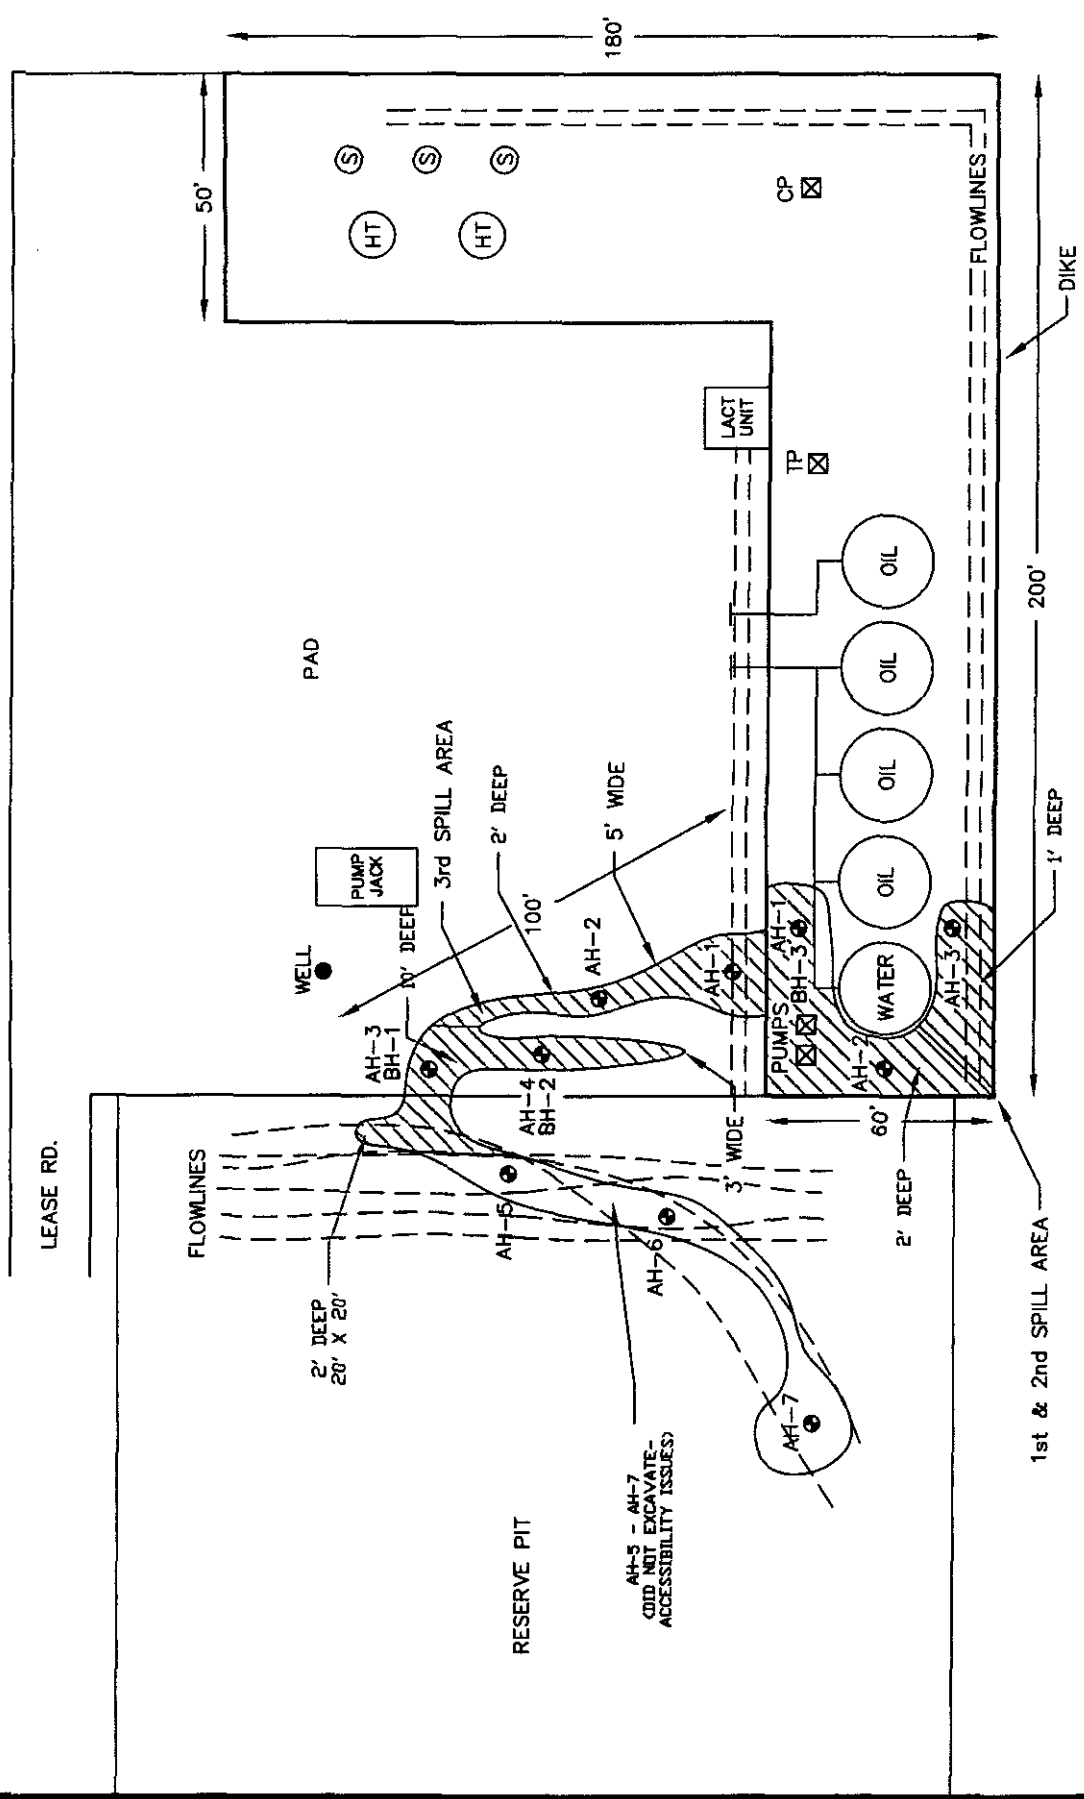 LEASE RD.
FLOWLINES
2' DEEP
20' X 20'
RESERVE PIT
AH-5 - AH-7
(DID NOT EXCAVATE-
ACCESSIBILITY ISSUES)
AH-7
AH-6
AH-5
AH-3
BH-1
AH-4
BH-2
3' WIDE
WELL
10' DEEP
PUMP
JACK
3rd SPILL AREA
2' DEEP
100'
AH-2
5' WIDE
AH-1
PAD
50'
180'
S
S
S
HT
HT
CP
TP
LACT
UNIT
FLOWLINES
DIKE
200'
OIL
OIL
OIL
OIL
WATER
PUMPS
BH-3
AH-1
AH-2
AH-3
1' DEEP
60'
2' DEEP
1st & 2nd SPILL AREA